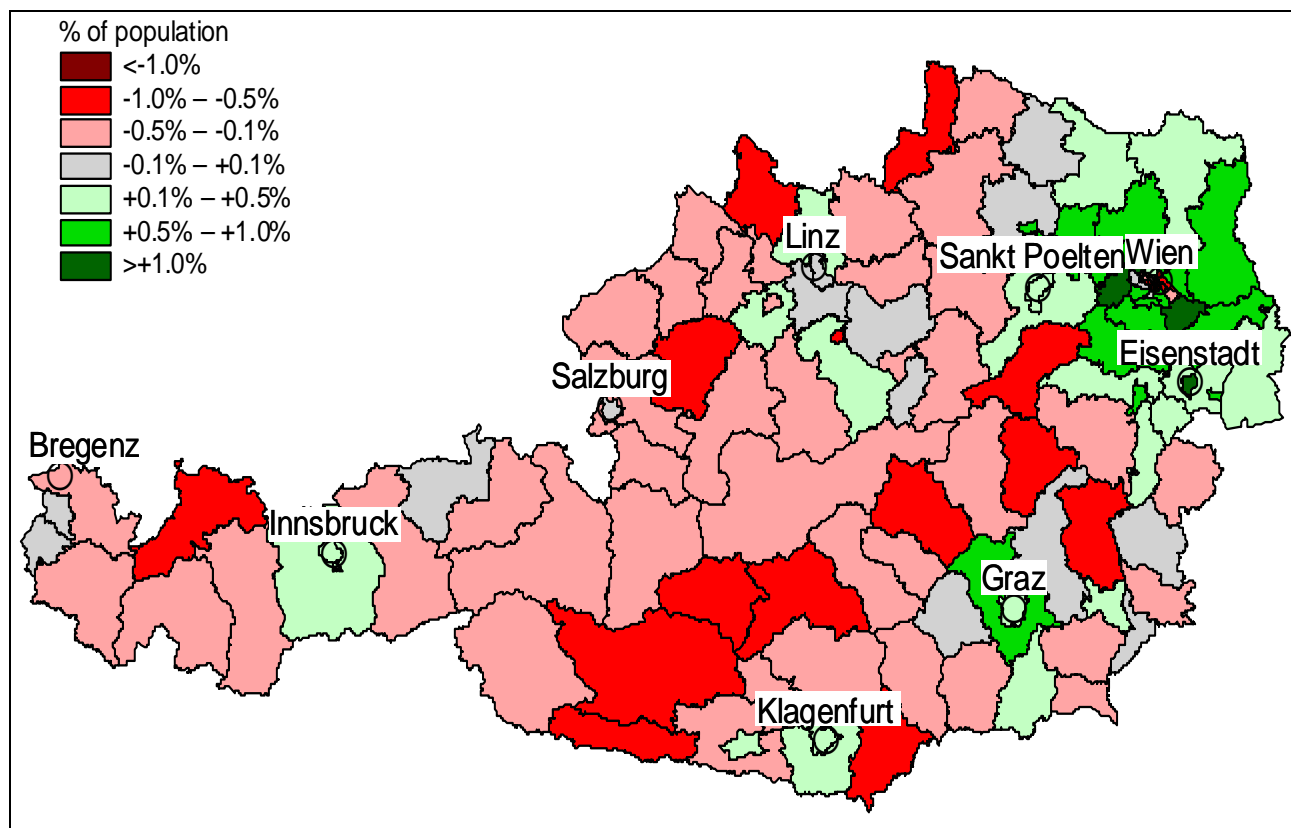 % of population
<-1.0%
-1.0% – -0.5%
-0.5% – -0.1%
-0.1% – +0.1%
+0.1% – +0.5%
+0.5% – +1.0%
>+1.0%
Linz
Sankt Poelten
Wien
Eisenstadt
Salzburg
Bregenz
Innsbruck
Graz
Klagenfurt